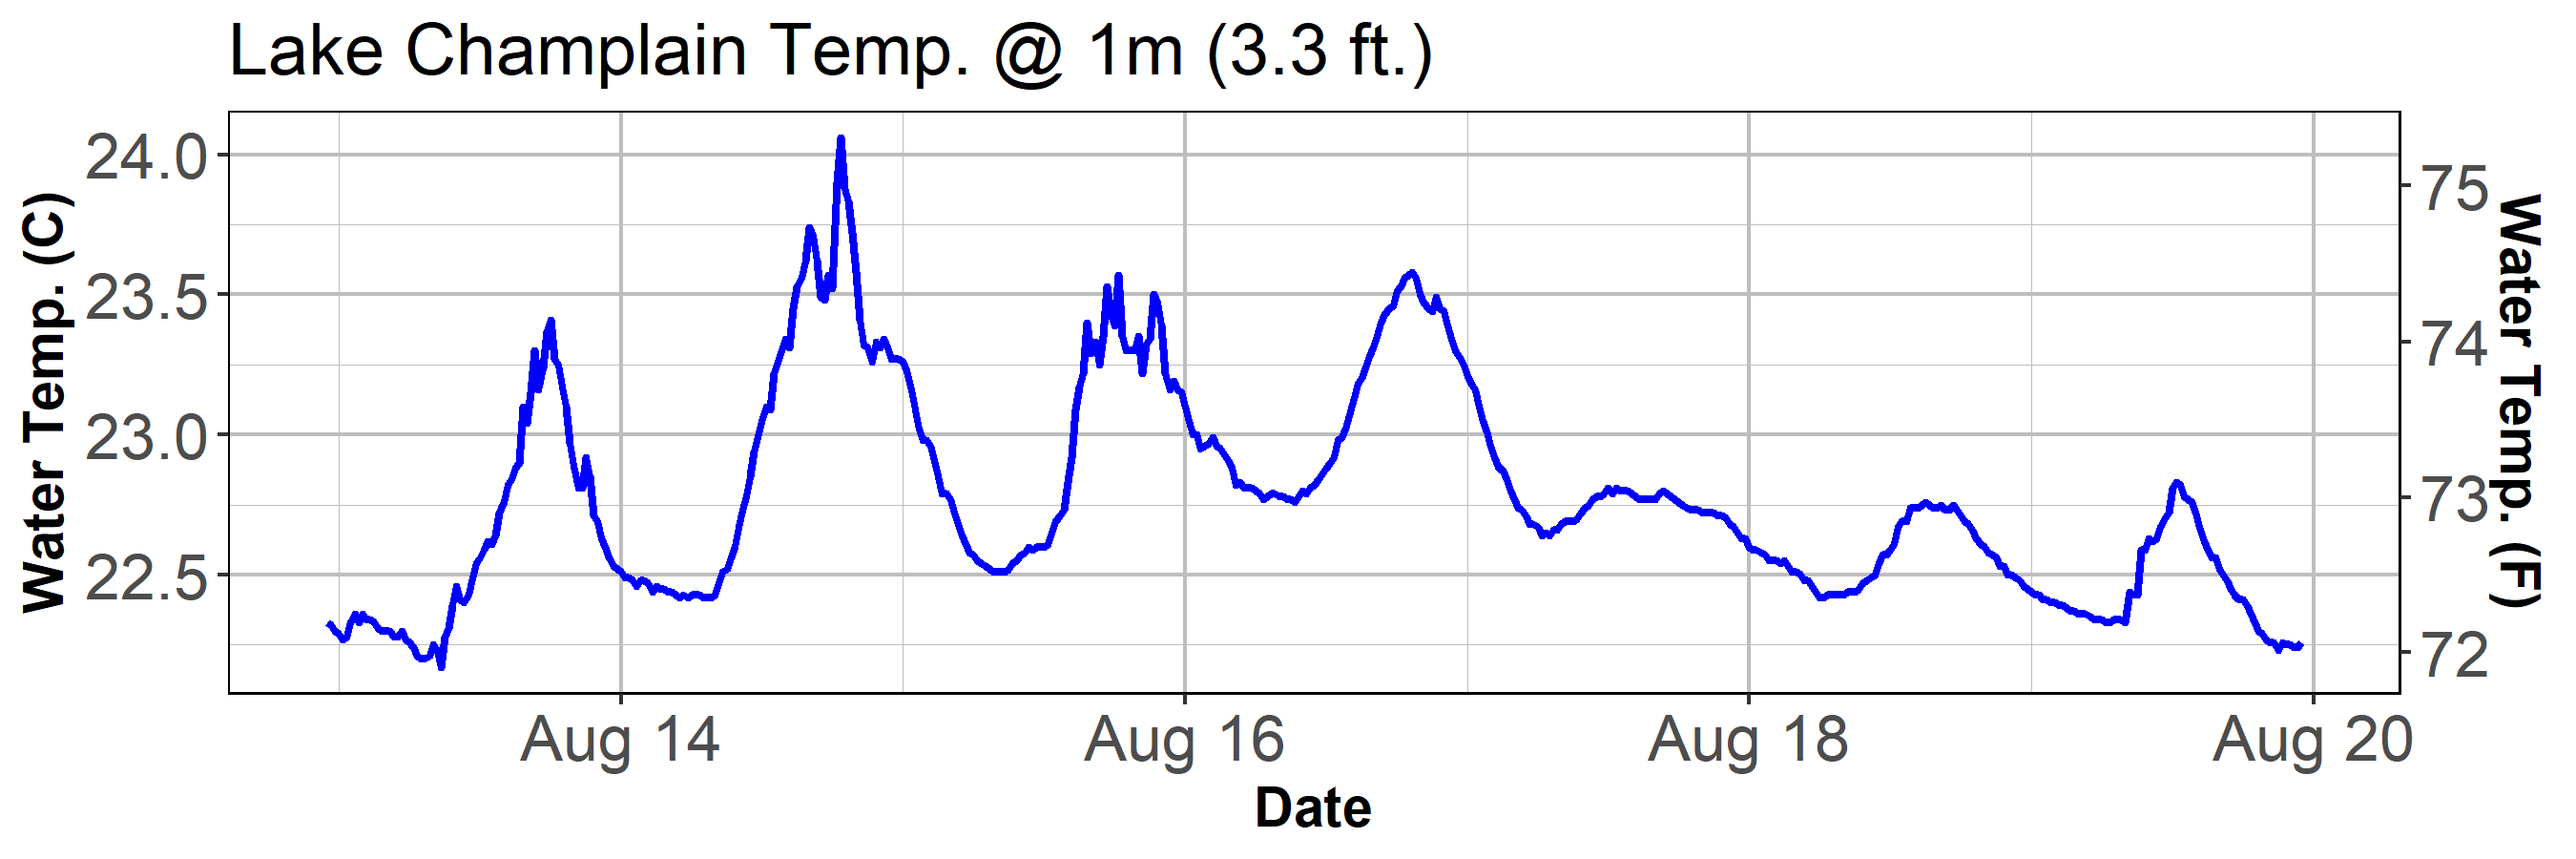 Lake Champlain Temp. @ 1m (3.3 ft.)
Water Temp. (C)
24.0
23.5
23.0
22.5
75
74
73
72
Water Temp. (F)
Aug 14 Aug 16 Aug 18 Aug 20
Date